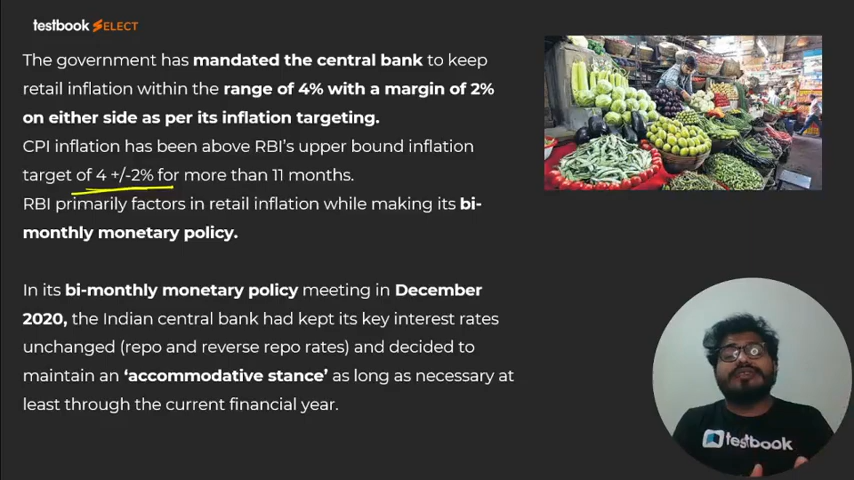 testbook SELECT
The government has mandated the central bank to keep
retail inflation within the range of 4% with a margin of 2%
on either side as per its inflation targeting.
CPI inflation has been above RBI's upper bound inflation
target of 4 +/-2% for more than 11 months.
RBI primarily factors in retail inflation while making its bi-
monthly monetary policy.
In its bi-monthly monetary policy meeting in December
2020, the Indian central bank had kept its key interest rates
unchanged (repo and reverse repo rates) and decided to
maintain an 'accommodative stance' as long as necessary at
least through the current financial year.
testbook